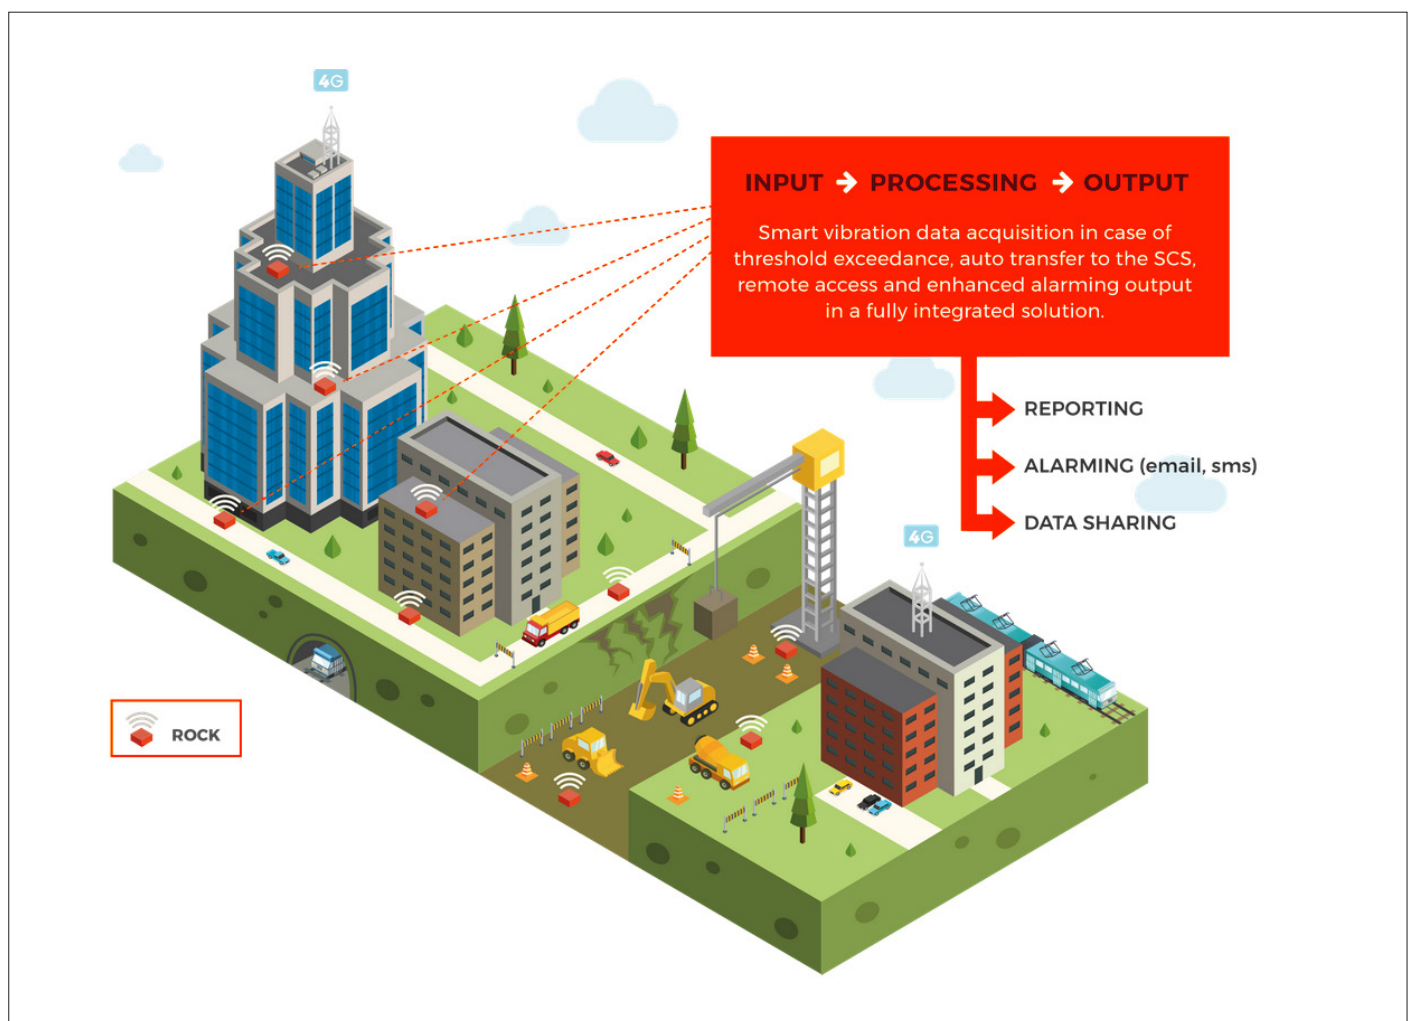 4G
INPUT → PROCESSING → OUTPUT
Smart vibration data acquisition in case of
threshold exceedance, auto transfer to the SCS,
remote access and enhanced alarming output
in a fully integrated solution.
REPORTING
ALARMING (email, sms)
DATA SHARING
4G
ROCK